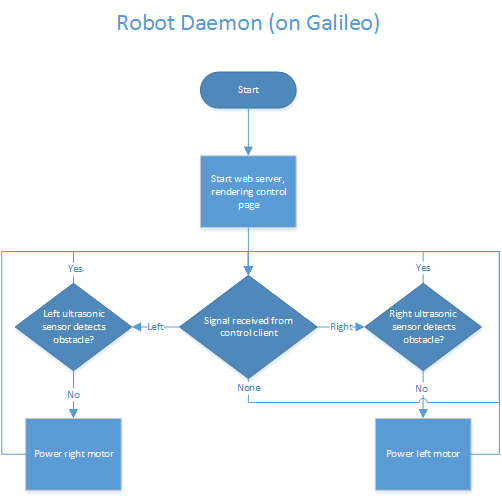 Robot Daemon (on Galileo)
Start
Start web server,
rendering control
page
Yes
Yes
Left ultrasonic
sensor detects
obstacle?
Left
Signal received from
control client
Right
Right ultrasonic
sensor detects
obstacle?
None
No
No
Power right motor
Power left motor